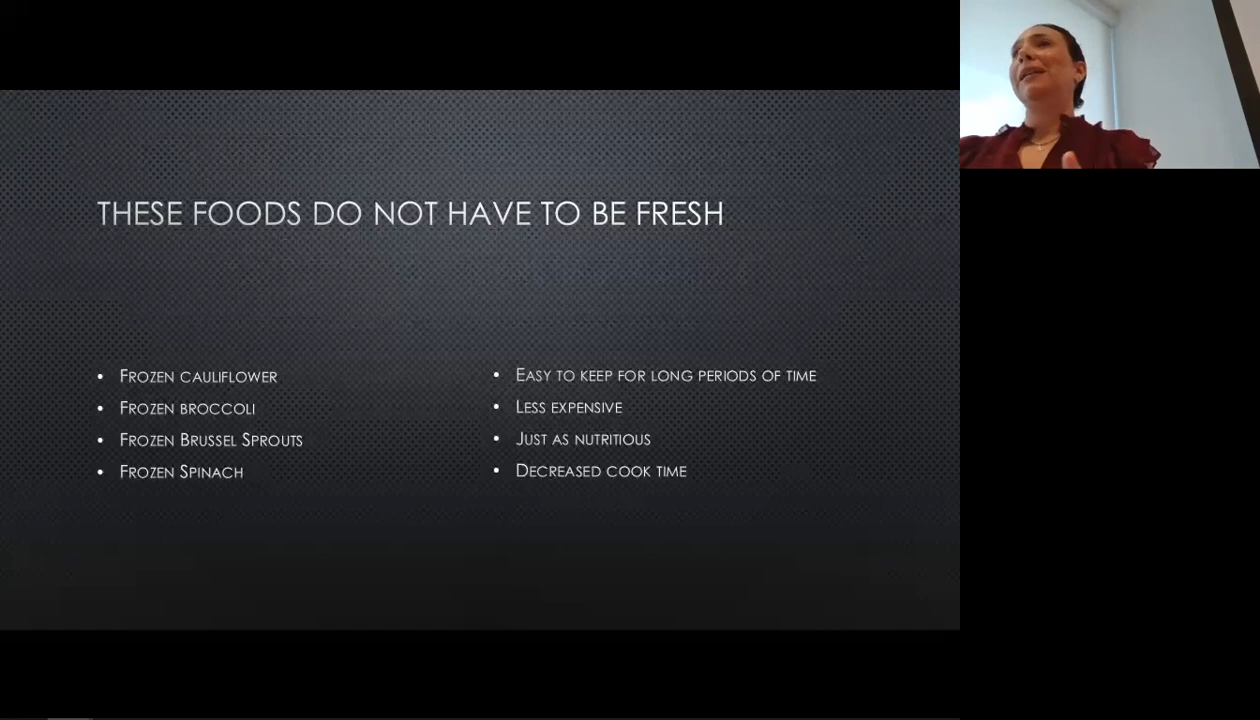 THESE FOODS DO NOT HAVE TO BE FRESH
• FROZEN CAULIFLOWER
• FROZEN BROCCOLI
• FROZEN BRUSSEL SPROUTS
• FROZEN SPINACH
• EASY TO KEEP FOR LONG PERIODS OF TIME
• LESS EXPENSIVE
• JUST AS NUTRITIOUS
• DECREASED COOK TIME